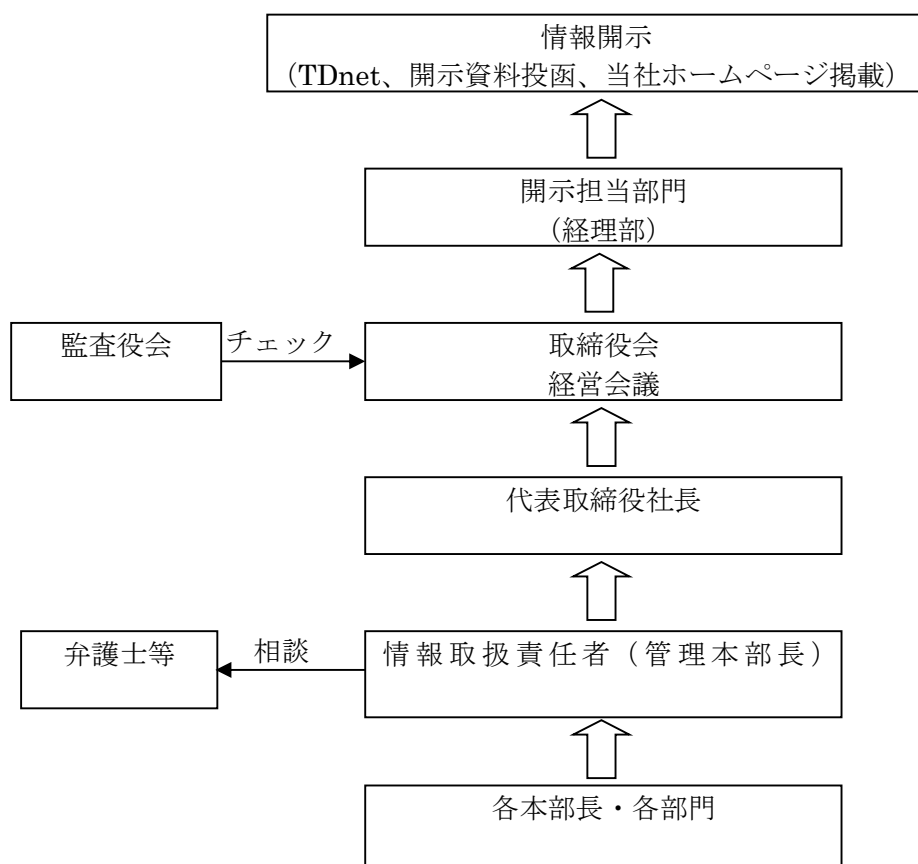 情報開示
(TDnet、開示資料投函、当社ホームページ掲載)
開示担当部門
(経理部)
監査役会
チェック
取締役会
経営会議
代表取締役社長
弁護士等
相談
情報取扱責任者(管理本部長)
各本部長・各部門